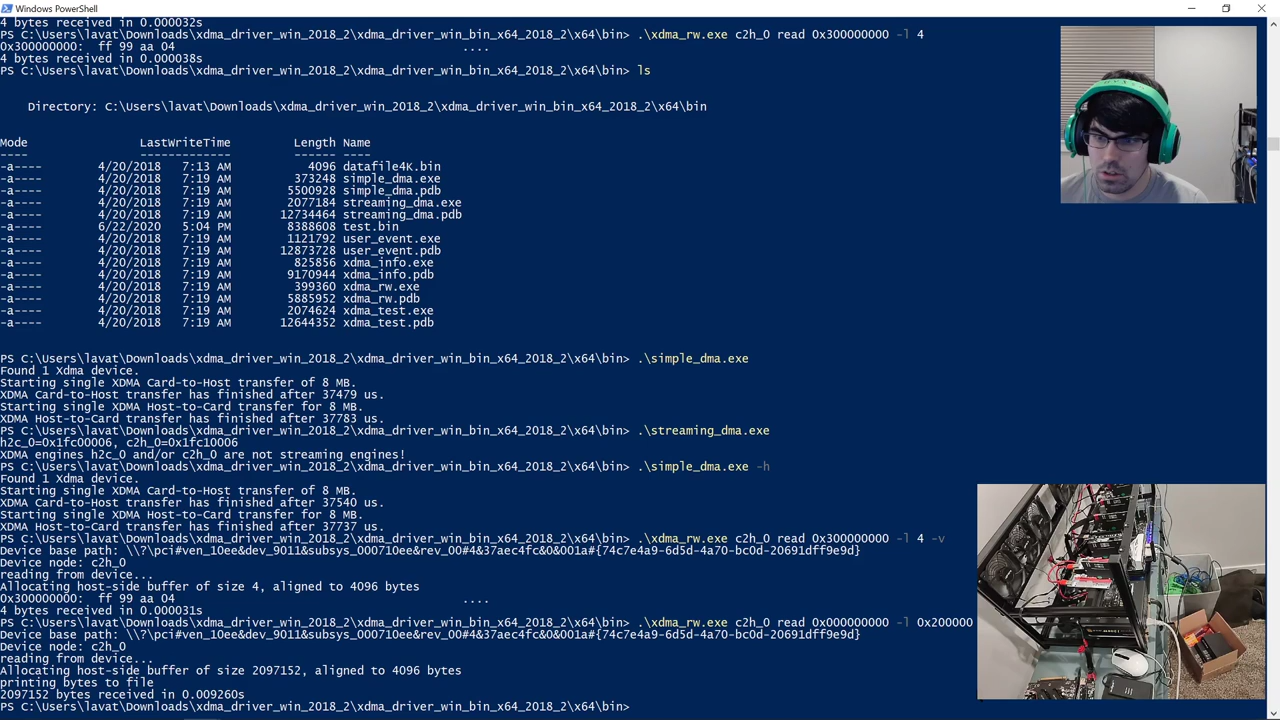 Windows PowerShell
4 bytes received in 0.000032s
PS C:\Users\lavat\Downloads\xdma_driver_win_2018_2\xdma_driver_win_bin_x64_2018_2\x64\bin> .\xdma_rw.exe c2h_0 read 0x300000000 -l 4
0x300000000:  ff 99 aa 04                                    ....
4 bytes received in 0.000038s
PS C:\Users\lavat\Downloads\xdma_driver_win_2018_2\xdma_driver_win_bin_x64_2018_2\x64\bin> ls
Directory: C:\Users\lavat\Downloads\xdma_driver_win_2018_2\xdma_driver_win_bin_x64_2018_2\x64\bin
Mode                LastWriteTime         Length Name
----                -------------         ------ ----
-a----        4/20/2018   7:13 AM           4096 datafile4K.bin
-a----        4/20/2018   7:19 AM         373248 simple_dma.exe
-a----        4/20/2018   7:19 AM        5500928 simple_dma.pdb
-a----        4/20/2018   7:19 AM        2077184 streaming_dma.exe
-a----        4/20/2018   7:19 AM       12734464 streaming_dma.pdb
-a----        6/22/2020   5:04 PM        8388608 test.bin
-a----        4/20/2018   7:19 AM        1121792 user_event.exe
-a----        4/20/2018   7:19 AM       12873728 user_event.pdb
-a----        4/20/2018   7:19 AM         825856 xdma_info.exe
-a----        4/20/2018   7:19 AM        9170944 xdma_info.pdb
-a----        4/20/2018   7:19 AM         399360 xdma_rw.exe
-a----        4/20/2018   7:19 AM        5885952 xdma_rw.pdb
-a----        4/20/2018   7:19 AM        2074624 xdma_test.exe
-a----        4/20/2018   7:19 AM       12644352 xdma_test.pdb
PS C:\Users\lavat\Downloads\xdma_driver_win_2018_2\xdma_driver_win_bin_x64_2018_2\x64\bin> .\simple_dma.exe
Found 1 Xdma device.
Starting single XDMA Card-to-Host transfer of 8 MB.
XDMA Card-to-Host transfer has finished after 37479 us.
Starting single XDMA Host-to-Card transfer for 8 MB.
XDMA Host-to-Card transfer has finished after 37783 us.
PS C:\Users\lavat\Downloads\xdma_driver_win_2018_2\xdma_driver_win_bin_x64_2018_2\x64\bin> .\streaming_dma.exe
h2c_0=0x1fc00006, c2h_0=0x1fc10006
XDMA engines h2c_0 and/or c2h_0 are not streaming engines!
PS C:\Users\lavat\Downloads\xdma_driver_win_2018_2\xdma_driver_win_bin_x64_2018_2\x64\bin> .\simple_dma.exe -h
Found 1 Xdma device.
Starting single XDMA Card-to-Host transfer of 8 MB.
XDMA Card-to-Host transfer has finished after 37540 us.
Starting single XDMA Host-to-Card transfer for 8 MB.
XDMA Host-to-Card transfer has finished after 37737 us.
PS C:\Users\lavat\Downloads\xdma_driver_win_2018_2\xdma_driver_win_bin_x64_2018_2\x64\bin> .\xdma_rw.exe c2h_0 read 0x300000000 -l 4 -v
Device base path: \\?\pci#ven_10ee&dev_9011&subsys_000710ee&rev_00#4&37aec4fc&0&001a#{74c7e4a9-6d5d-4a70-bc0d-20691dff9e9d}
Device node: c2h_0
reading from device...
Allocating host-side buffer of size 4, aligned to 4096 bytes
0x300000000:  ff 99 aa 04                                    ....
4 bytes received in 0.000031s
PS C:\Users\lavat\Downloads\xdma_driver_win_2018_2\xdma_driver_win_bin_x64_2018_2\x64\bin> .\xdma_rw.exe c2h_0 read 0x000000000 -l 0x200000
Device base path: \\?\pci#ven_10ee&dev_9011&subsys_000710ee&rev_00#4&37aec4fc&0&001a#{74c7e4a9-6d5d-4a70-bc0d-20691dff9e9d}
Device node: c2h_0
reading from device...
Allocating host-side buffer of size 2097152, aligned to 4096 bytes
printing bytes to file
2097152 bytes received in 0.009260s
PS C:\Users\lavat\Downloads\xdma_driver_win_2018_2\xdma_driver_win_bin_x64_2018_2\x64\bin>